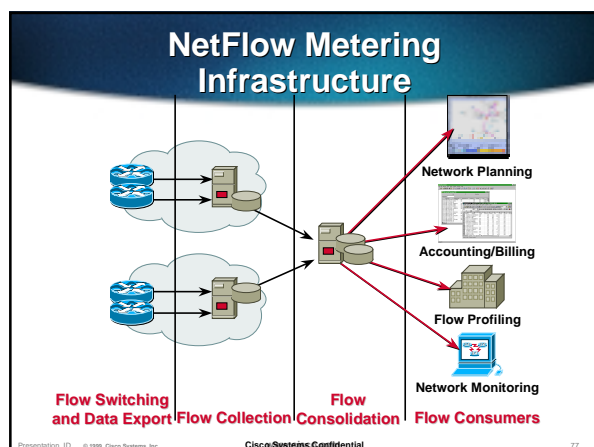 NetFlow Metering
Infrastructure
Network Planning
Accounting/Billing
Flow Profiling
Network Monitoring
Flow Switching
and Data Export
Flow Collection
Flow
Consolidation
Flow Consumers
Presentation_ID © 1999, Cisco Systems, Inc.
Cisco Systems Confidential
77